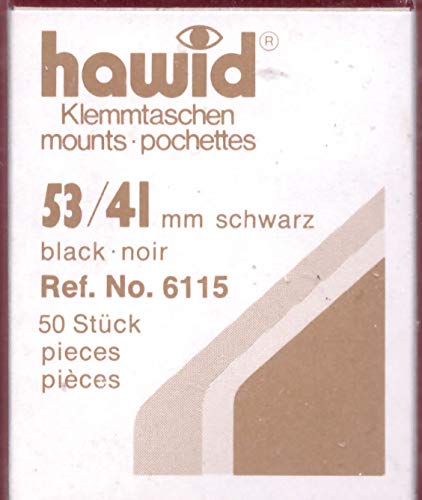 hawid®
Klemmtaschen
mounts · pochettes
53/41 mm schwarz
black · noir
Ref. No. 6115
50 Stück
pieces
pièces